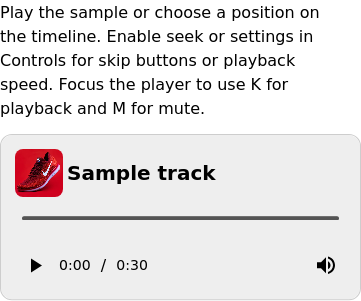 Play the sample or choose a position on
the timeline. Enable seek or settings in
Controls for skip buttons or playback
speed. Focus the player to use K for
playback and M for mute.
Sample track
0:00 / 0:30